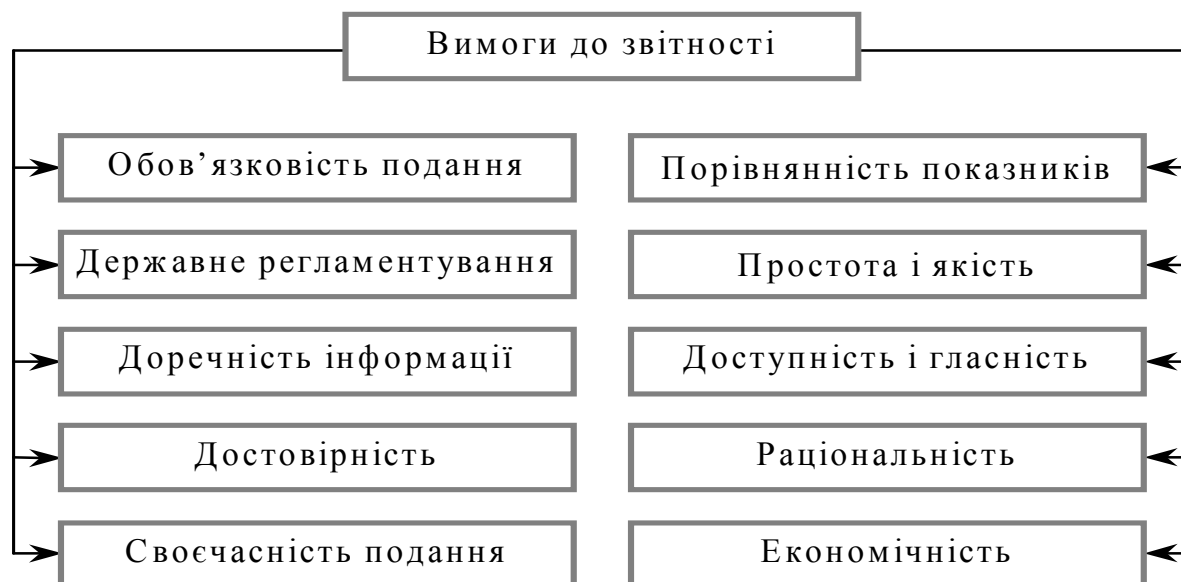 Вимоги до звітності
Обов’язковість подання
Державне регламентування
Доречність інформації
Достовірність
Своєчасність подання
Порівнянність показників
Простота і якість
Доступність і гласність
Раціональність
Економічність